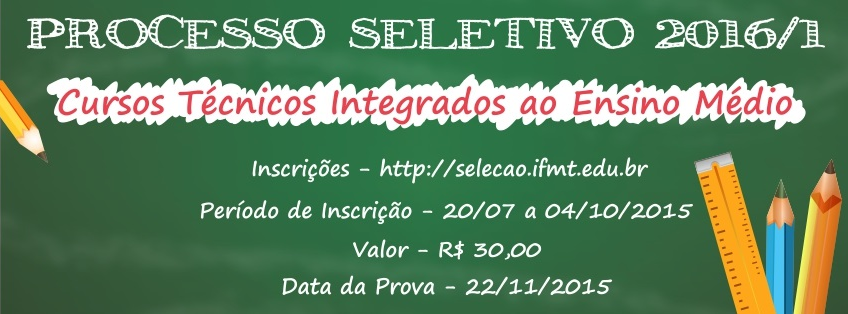 PROCESSO SELETIVO 2016/1
Cursos Técnicos Integrados ao Ensino Médio
Inscrições - http://selecao.ifmt.edu.br
Período de Inscrição - 20/07 a 04/10/2015
Valor - R$ 30,00
Data da Prova - 22/11/2015